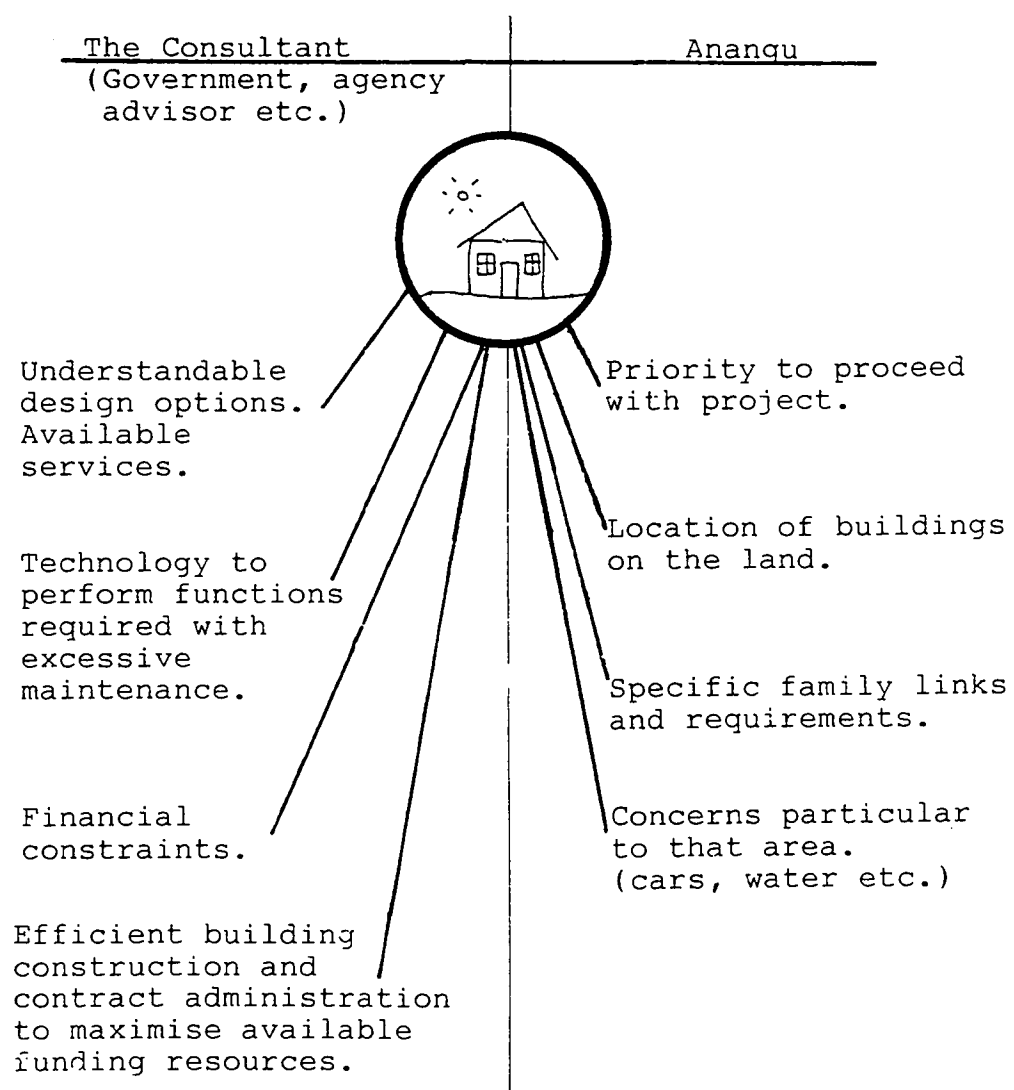 The Consultant
(Government, agency
advisor etc.)
Understandable
design options.
Available
services.
Technology to
perform functions
required with
excessive
maintenance.
Financial
constraints.
Efficient building
construction and
contract administration
to maximise available
funding resources.
Anangu
Priority to proceed
with project.
Location of buildings
on the land.
Specific family links
and requirements.
Concerns particular
to that area.
(cars, water etc.)